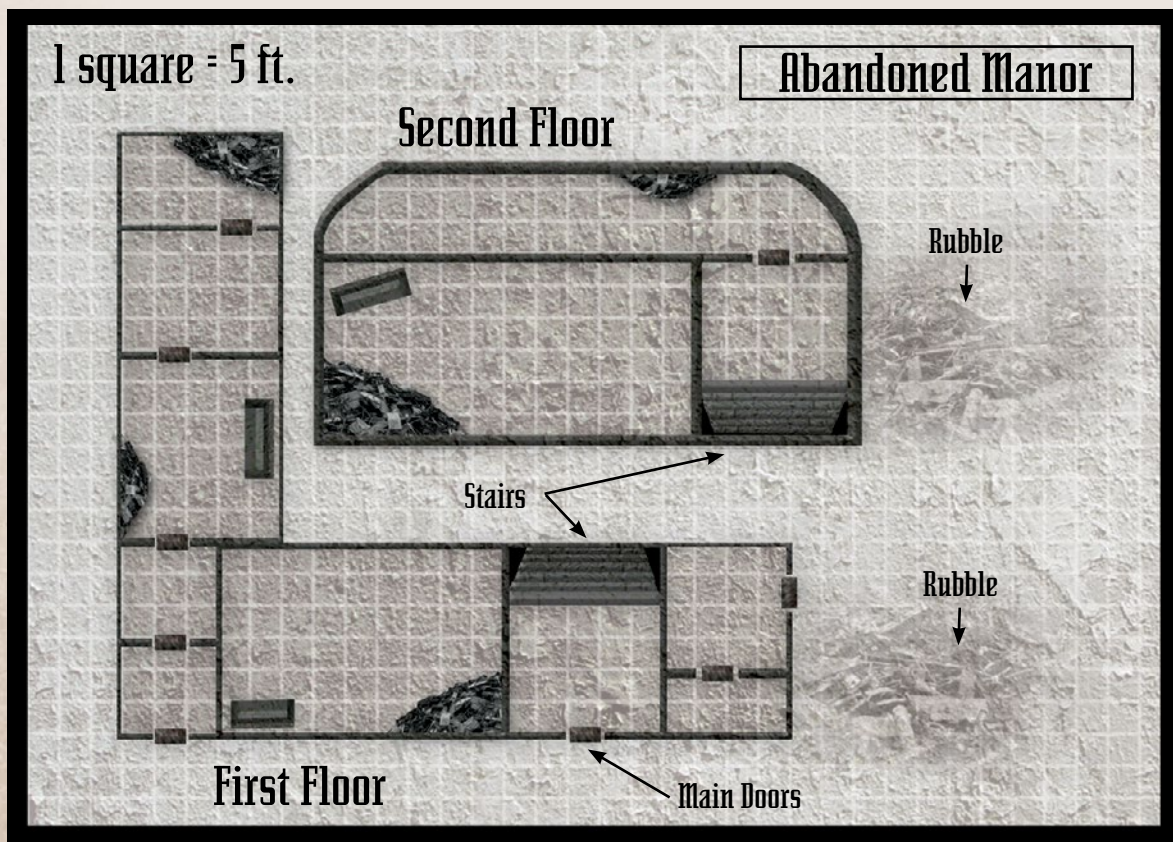 1 square = 5 ft.
Abandoned Manor
Second Floor
Rubble
Stairs
Rubble
First Floor
Main Doors